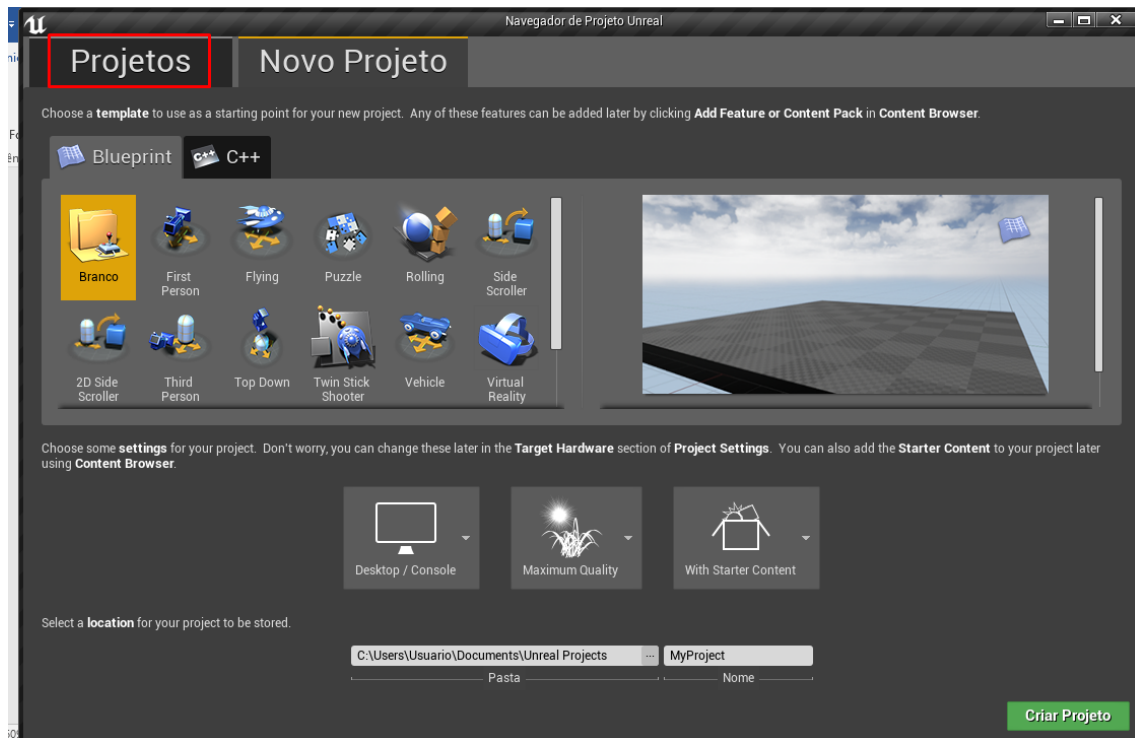 Navegador de Projeto Unreal
Projetos
Novo Projeto
Choose a template to use as a starting point for your new project. Any of these features can be added later by clicking Add Feature or Content Pack in Content Browser.
Blueprint
C++
C++
Branco
First
Person
Flying
Puzzle
Rolling
Side
Scroller
2D Side
Scroller
Third
Person
Top Down
Twin Stick
Shooter
Vehicle
Virtual
Reality
Choose some settings for your project. Don't worry, you can change these later in the Target Hardware section of Project Settings. You can also add the Starter Content to your project later
using Content Browser.
Desktop / Console
Maximum Quality
With Starter Content
Select a location for your project to be stored.
C:\Users\Usuario\Documents\Unreal Projects
...
MyProject
Pasta
Nome
Criar Projeto